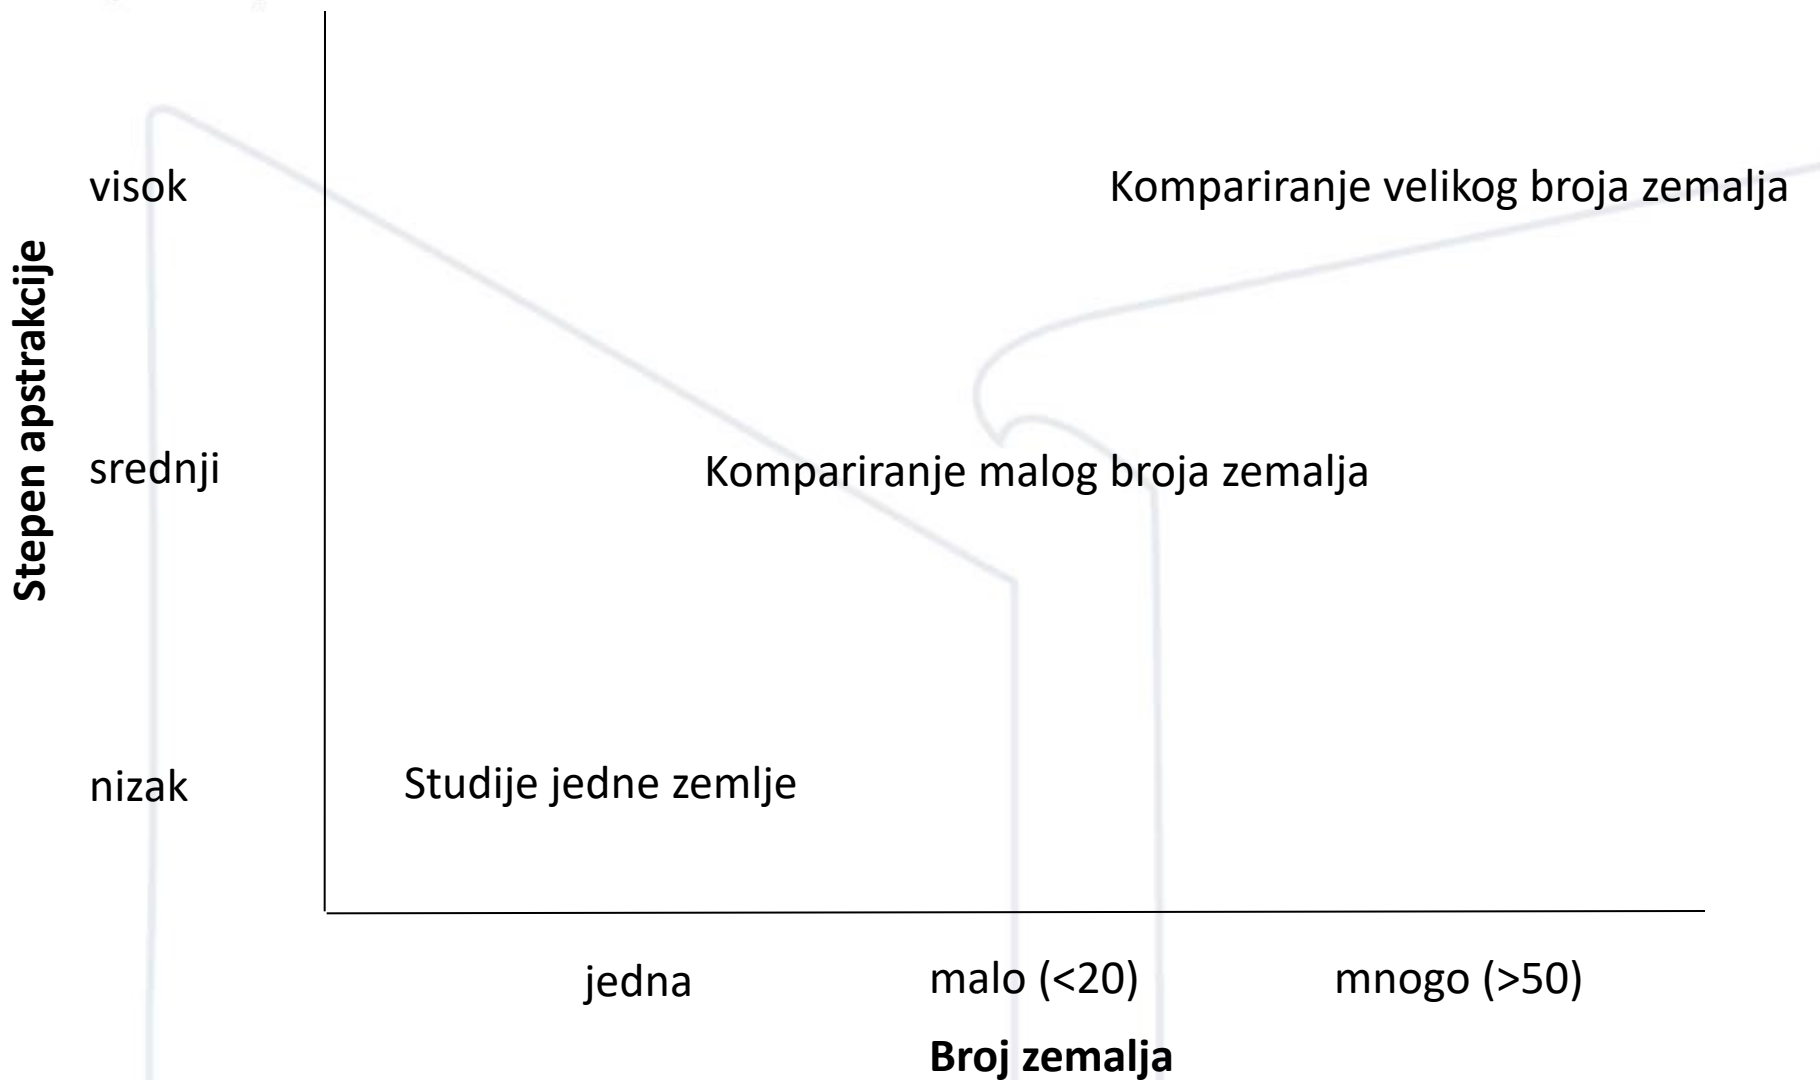 Stepen apstrakcije
visok
Kompariranje velikog broja zemalja
srednji
Kompariranje malog broja zemalja
nizak
Studije jedne zemlje
jedna
malo (<20)
mnogo (>50)
Broj zemalja